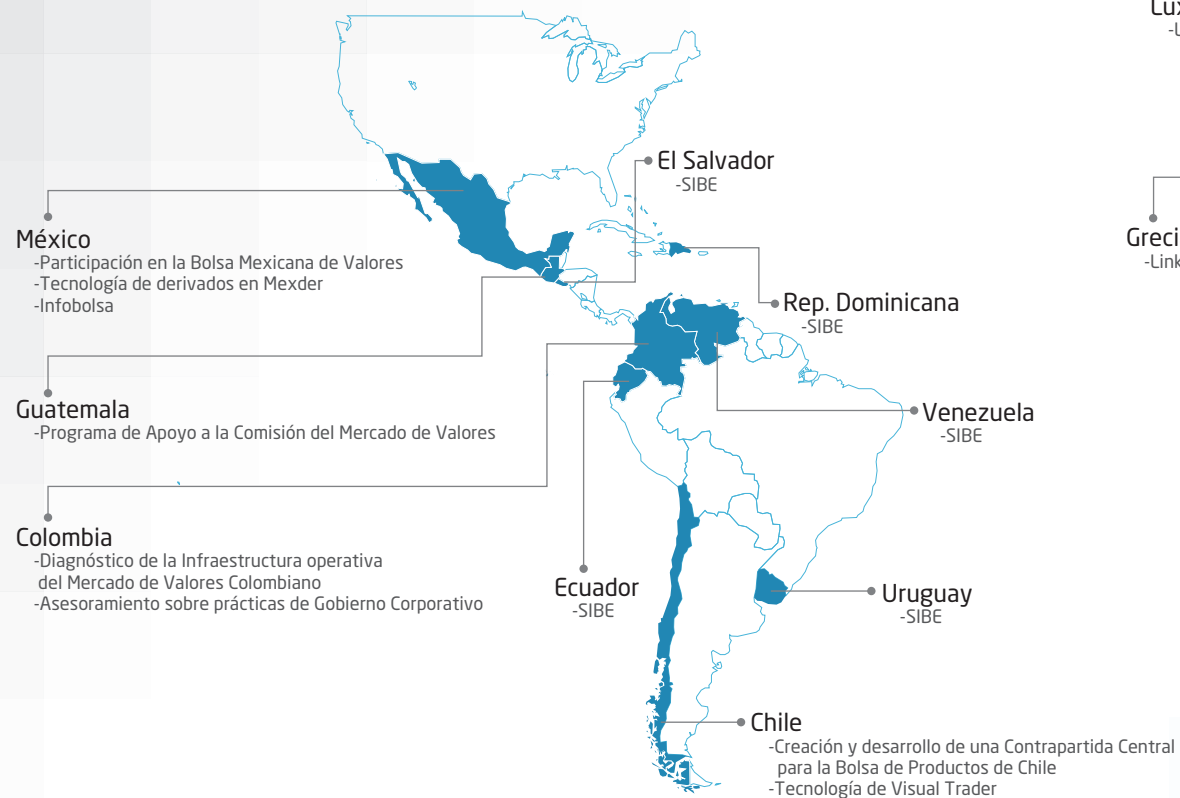 El Salvador
-SIBE
México
-Participación en la Bolsa Mexicana de Valores
-Tecnología de derivados en Mexder
-Infobolsa
Rep. Dominicana
-SIBE
Guatemala
-Programa de Apoyo a la Comisión del Mercado de Valores
Venezuela
-SIBE
Colombia
-Diagnóstico de la Infraestructura operativa
del Mercado de Valores Colombiano
-Asesoramiento sobre prácticas de Gobierno Corporativo
Ecuador
-SIBE
Uruguay
-SIBE
Chile
-Creación y desarrollo de una Contrapartida Central
para la Bolsa de Productos de Chile
-Tecnología de Visual Trader
-Link